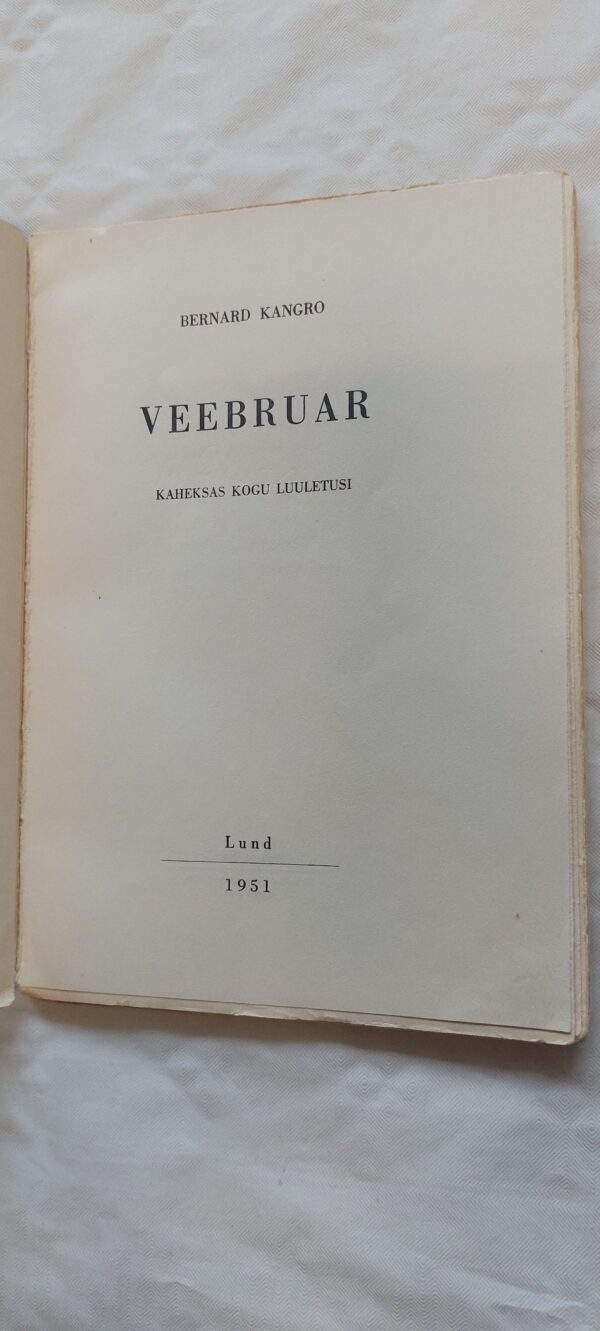 BERNARD KANGRO
VEEBRUAR
KAHEKSAS KOGU LUULETUSI
Lund
1951